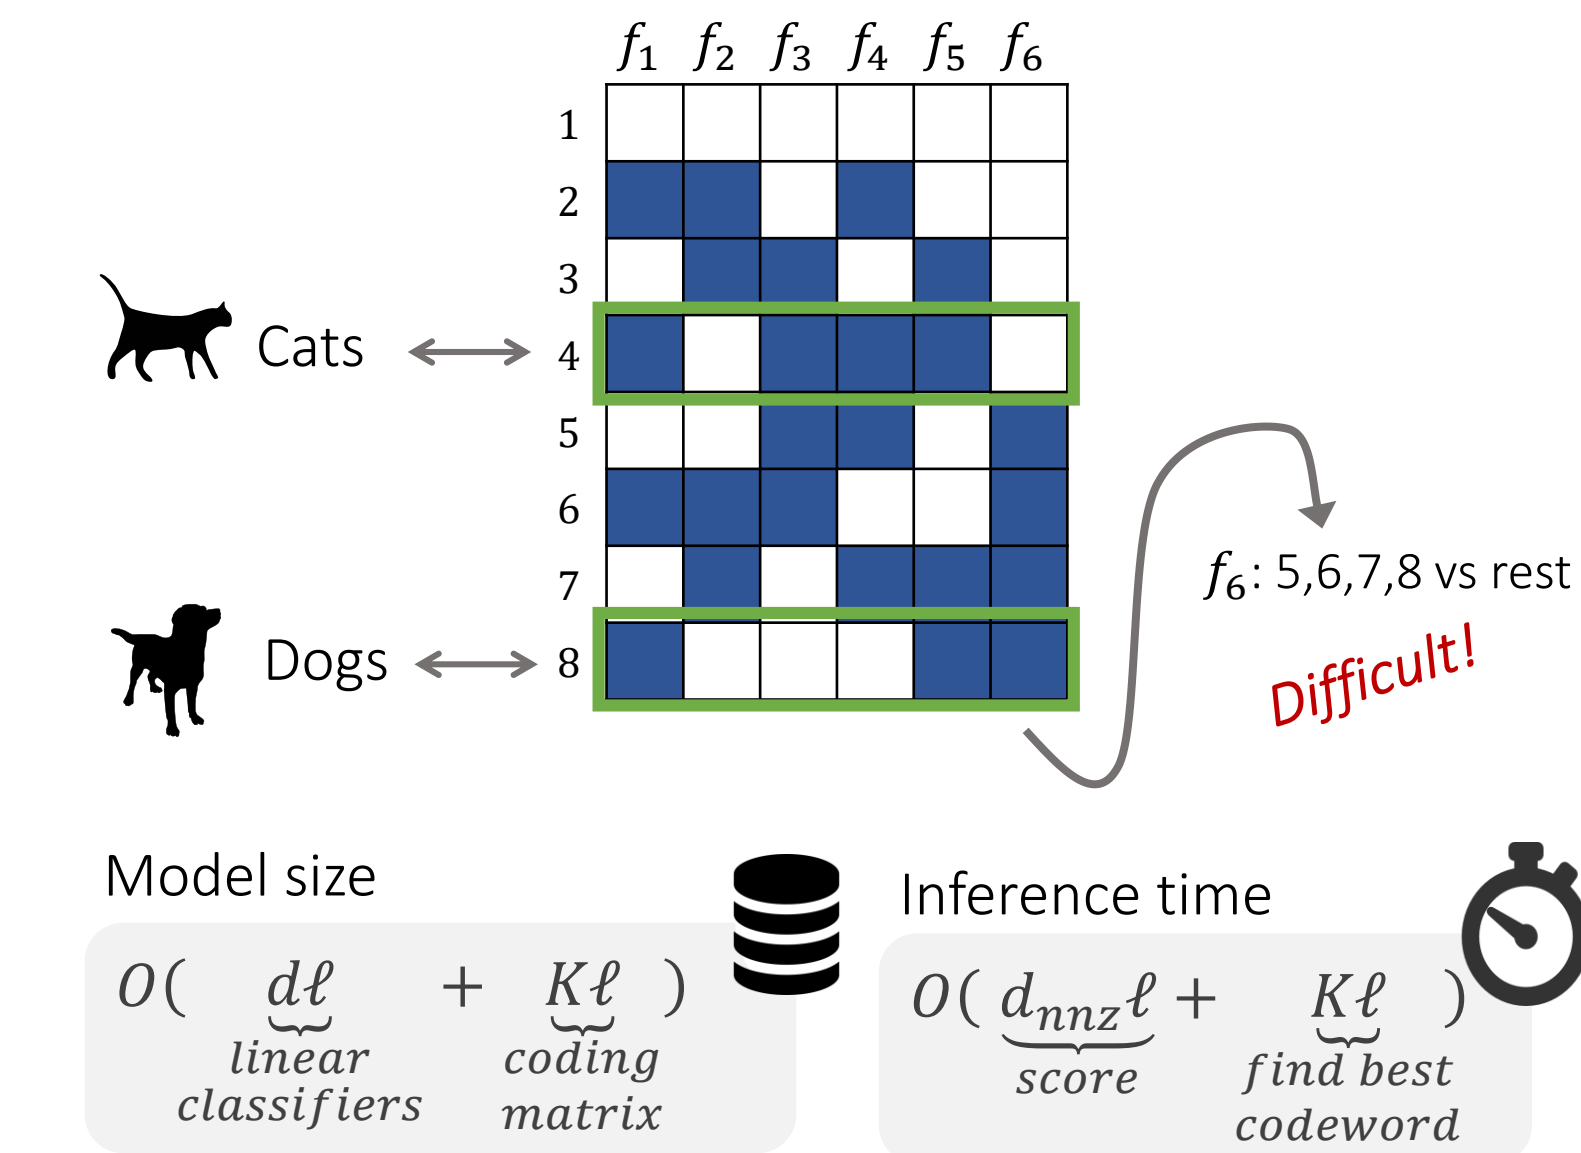 f₁ f₂ f₃ f₄ f₅ f₆
1
2
3
Cats 4
5
6
7
f₆: 5,6,7,8 vs rest
Difficult!
Dogs 8
Model size
O( dℓ + Kℓ )
linear classifiers
coding matrix
Inference time
O( dₙₙzℓ + Kℓ )
score
find best codeword